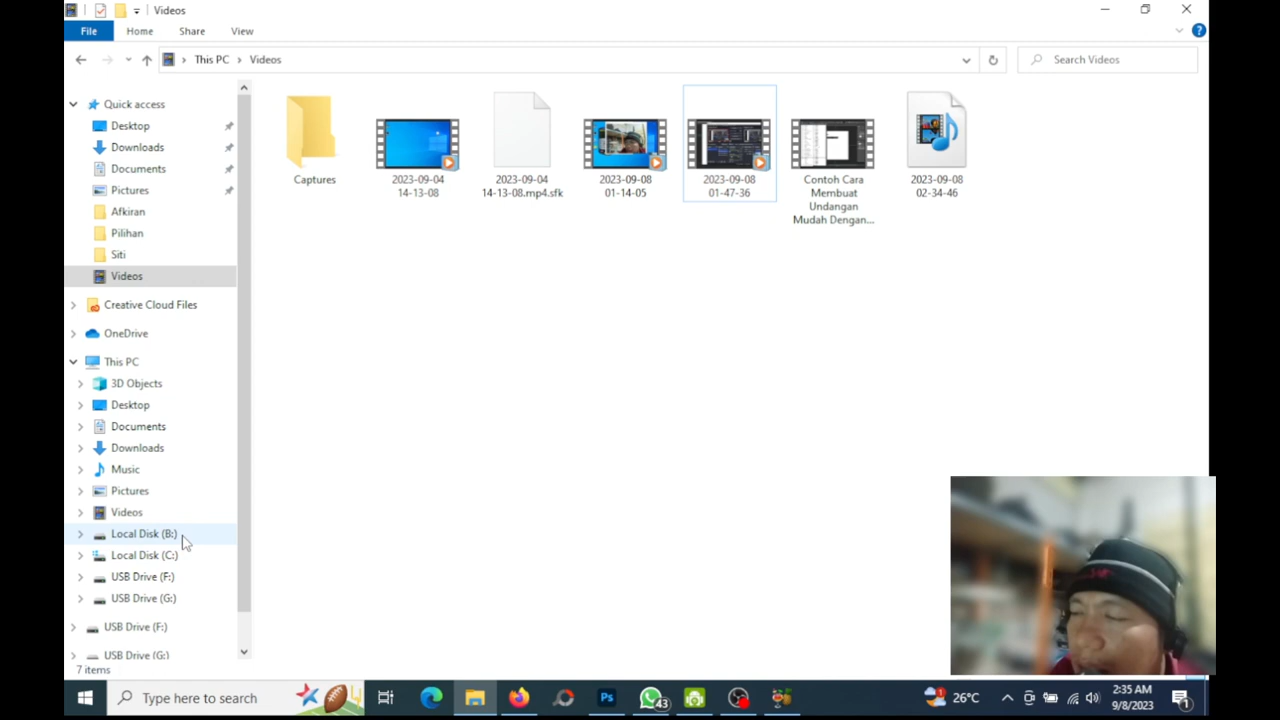 Videos
File Home Share View
This PC Videos
Search Videos
Quick access
Desktop
Downloads
Documents
Pictures
Afkiran
Pilihan
Siti
Videos
Creative Cloud Files
OneDrive
This PC
3D Objects
Desktop
Documents
Downloads
Music
Pictures
Videos
Local Disk (B:)
Local Disk (C:)
USB Drive (F:)
USB Drive (G:)
USB Drive (F:)
USB Drive (G:)
Captures
2023-09-04
14-13-08
2023-09-04
14-13-08.mp4.sfk
2023-09-08
01-14-05
2023-09-08
01-47-36
Contoh Cara
Membuat
Undangan
Mudah Dengan...
2023-09-08
02-34-46
7 items
Type here to search
Ps
43
1
26°C
2:35 AM
9/8/2023
1